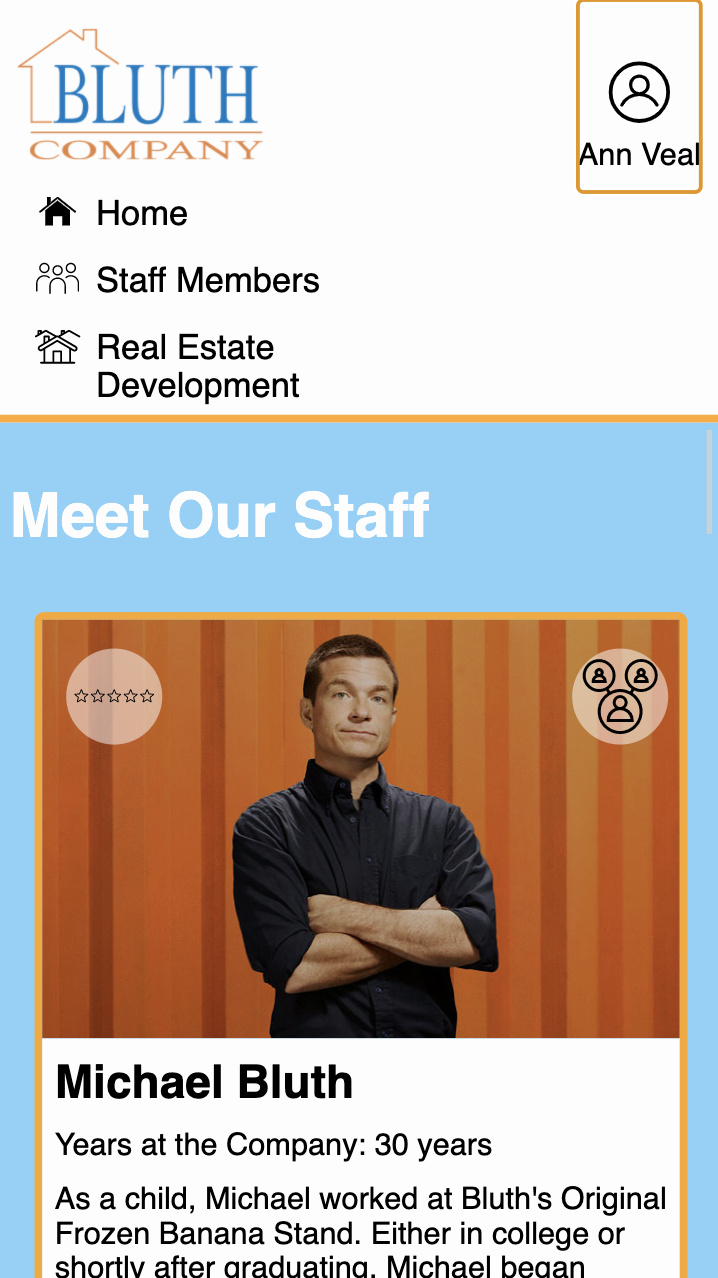 BLUTH
COMPANY
Ann Veal
Home
Staff Members
Real Estate
Development
Meet Our Staff
Michael Bluth
Years at the Company: 30 years
As a child, Michael worked at Bluth's Original
Frozen Banana Stand. Either in college or
shortly after graduating, Michael began